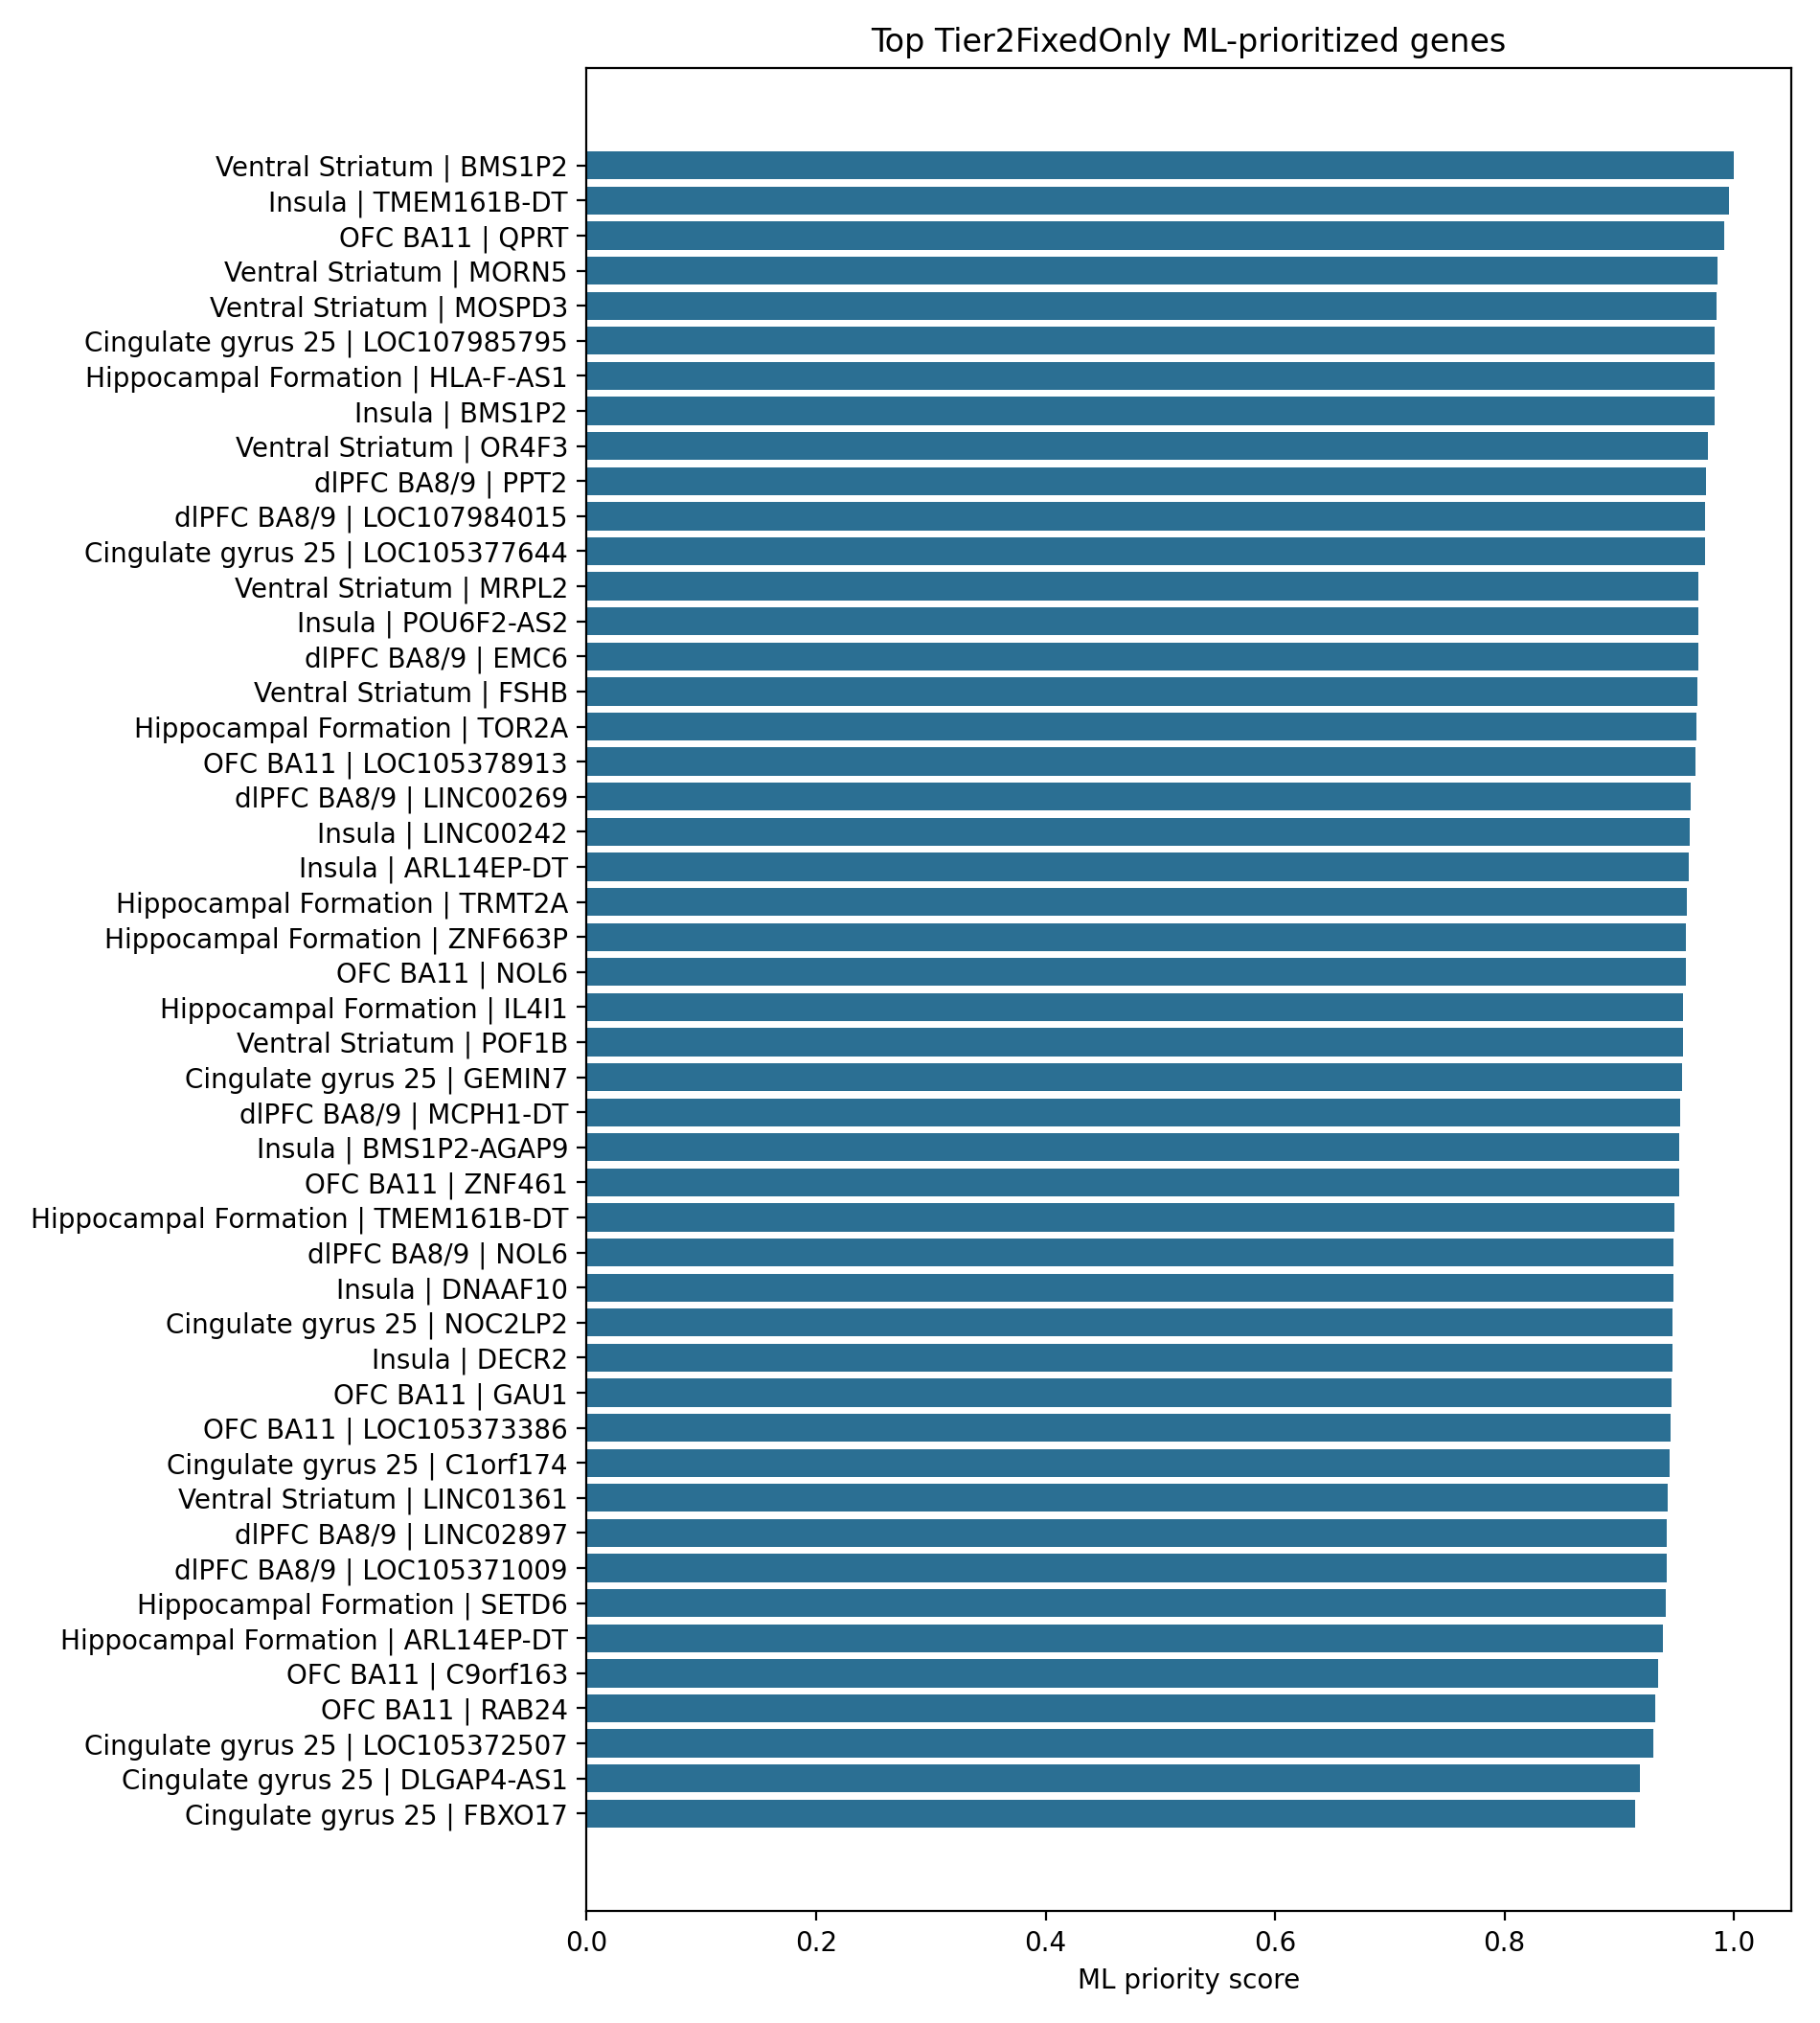 Top Tier2FixedOnly ML-prioritized genes
Ventral Striatum | BMS1P2
Insula | TMEM161B-DT
OFC BA11 | QPRT
Ventral Striatum | MORN5
Ventral Striatum | MOSPD3
Cingulate gyrus 25 | LOC107985795
Hippocampal Formation | HLA-F-AS1
Insula | BMS1P2
Ventral Striatum | OR4F3
dlPFC BA8/9 | PPT2
dlPFC BA8/9 | LOC107984015
Cingulate gyrus 25 | LOC105377644
Ventral Striatum | MRPL2
Insula | POU6F2-AS2
dlPFC BA8/9 | EMC6
Ventral Striatum | FSHB
Hippocampal Formation | TOR2A
OFC BA11 | LOC105378913
dlPFC BA8/9 | LINC00269
Insula | LINC00242
Insula | ARL14EP-DT
Hippocampal Formation | TRMT2A
Hippocampal Formation | ZNF663P
OFC BA11 | NOL6
Hippocampal Formation | IL4I1
Ventral Striatum | POF1B
Cingulate gyrus 25 | GEMIN7
dlPFC BA8/9 | MCPH1-DT
Insula | BMS1P2-AGAP9
OFC BA11 | ZNF461
Hippocampal Formation | TMEM161B-DT
dlPFC BA8/9 | NOL6
Insula | DNAAF10
Cingulate gyrus 25 | NOC2LP2
Insula | DECR2
OFC BA11 | GAU1
OFC BA11 | LOC105373386
Cingulate gyrus 25 | C1orf174
Ventral Striatum | LINC01361
dlPFC BA8/9 | LINC02897
dlPFC BA8/9 | LOC105371009
Hippocampal Formation | SETD6
Hippocampal Formation | ARL14EP-DT
OFC BA11 | C9orf163
OFC BA11 | RAB24
Cingulate gyrus 25 | LOC105372507
Cingulate gyrus 25 | DLGAP4-AS1
Cingulate gyrus 25 | FBXO17
0.0 0.2 0.4 0.6 0.8 1.0
ML priority score